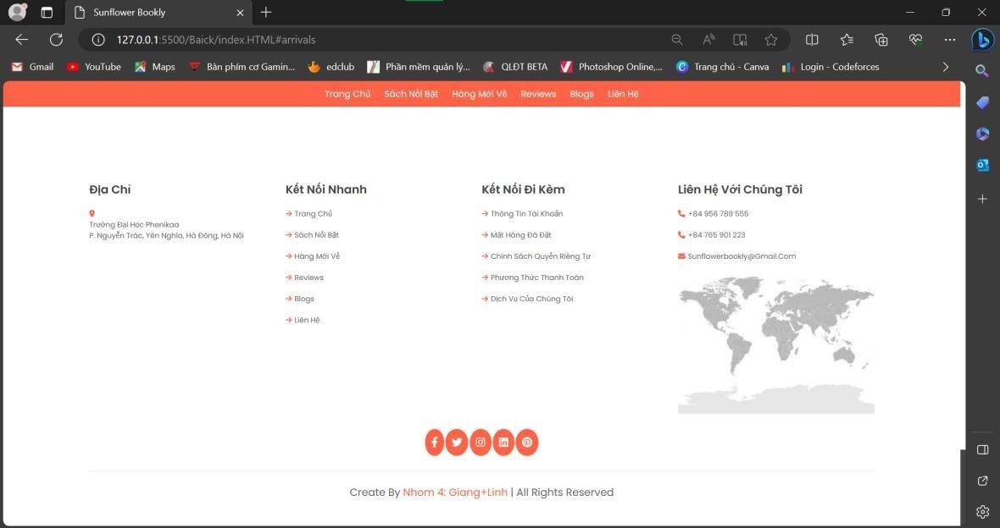 Sunflower Bookly
127.0.0.1:5500/Baick/index.HTML#arrivals
Gmail YouTube Maps Bàn phím cơ Gamin... edclub Phần mềm quản lý... QLĐT BETA Photoshop Online,... Trang chủ - Canva Login - Codeforces
Trang Chủ Sách Nổi Bật Hàng Mới Về Reviews Blogs Liên Hệ
Địa Chỉ
Trường Đại Học Phenikaa
P. Nguyễn Trác, Yên Nghĩa, Hà Đông, Hà Nội
Kết Nối Nhanh
Trang Chủ
Sách Nổi Bật
Hàng Mới Về
Reviews
Blogs
Liên Hệ
Kết Nối Đi Kèm
Thông Tin Tài Khoản
Mặt Hàng Đã Đặt
Chính Sách Quyền Riêng Tư
Phương Thức Thanh Toán
Dịch Vụ Của Chúng Tôi
Liên Hệ Với Chúng Tôi
+84 956 789 555
+84 765 901 223
Sunflowerbookly@Gmail.Com
Create By Nhom 4: Giang+Linh | All Rights Reserved